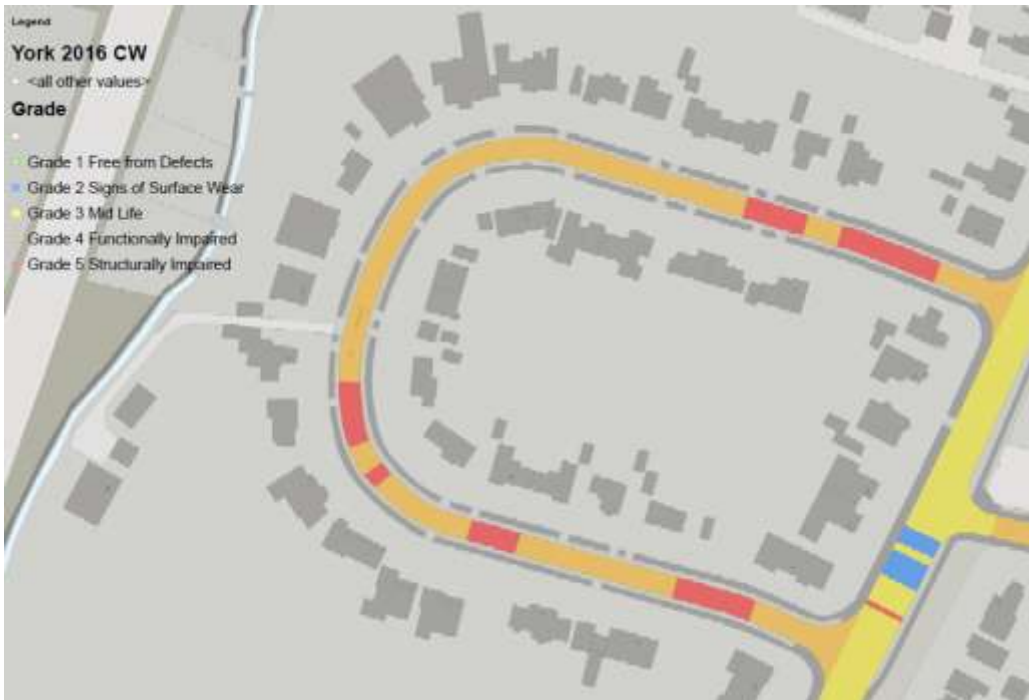 Legend
York 2016 CW
<all other values>
Grade
Grade 1 Free from Defects
Grade 2 Signs of Surface Wear
Grade 3 Mid Life
Grade 4 Functionally Impaired
Grade 5 Structurally Impaired